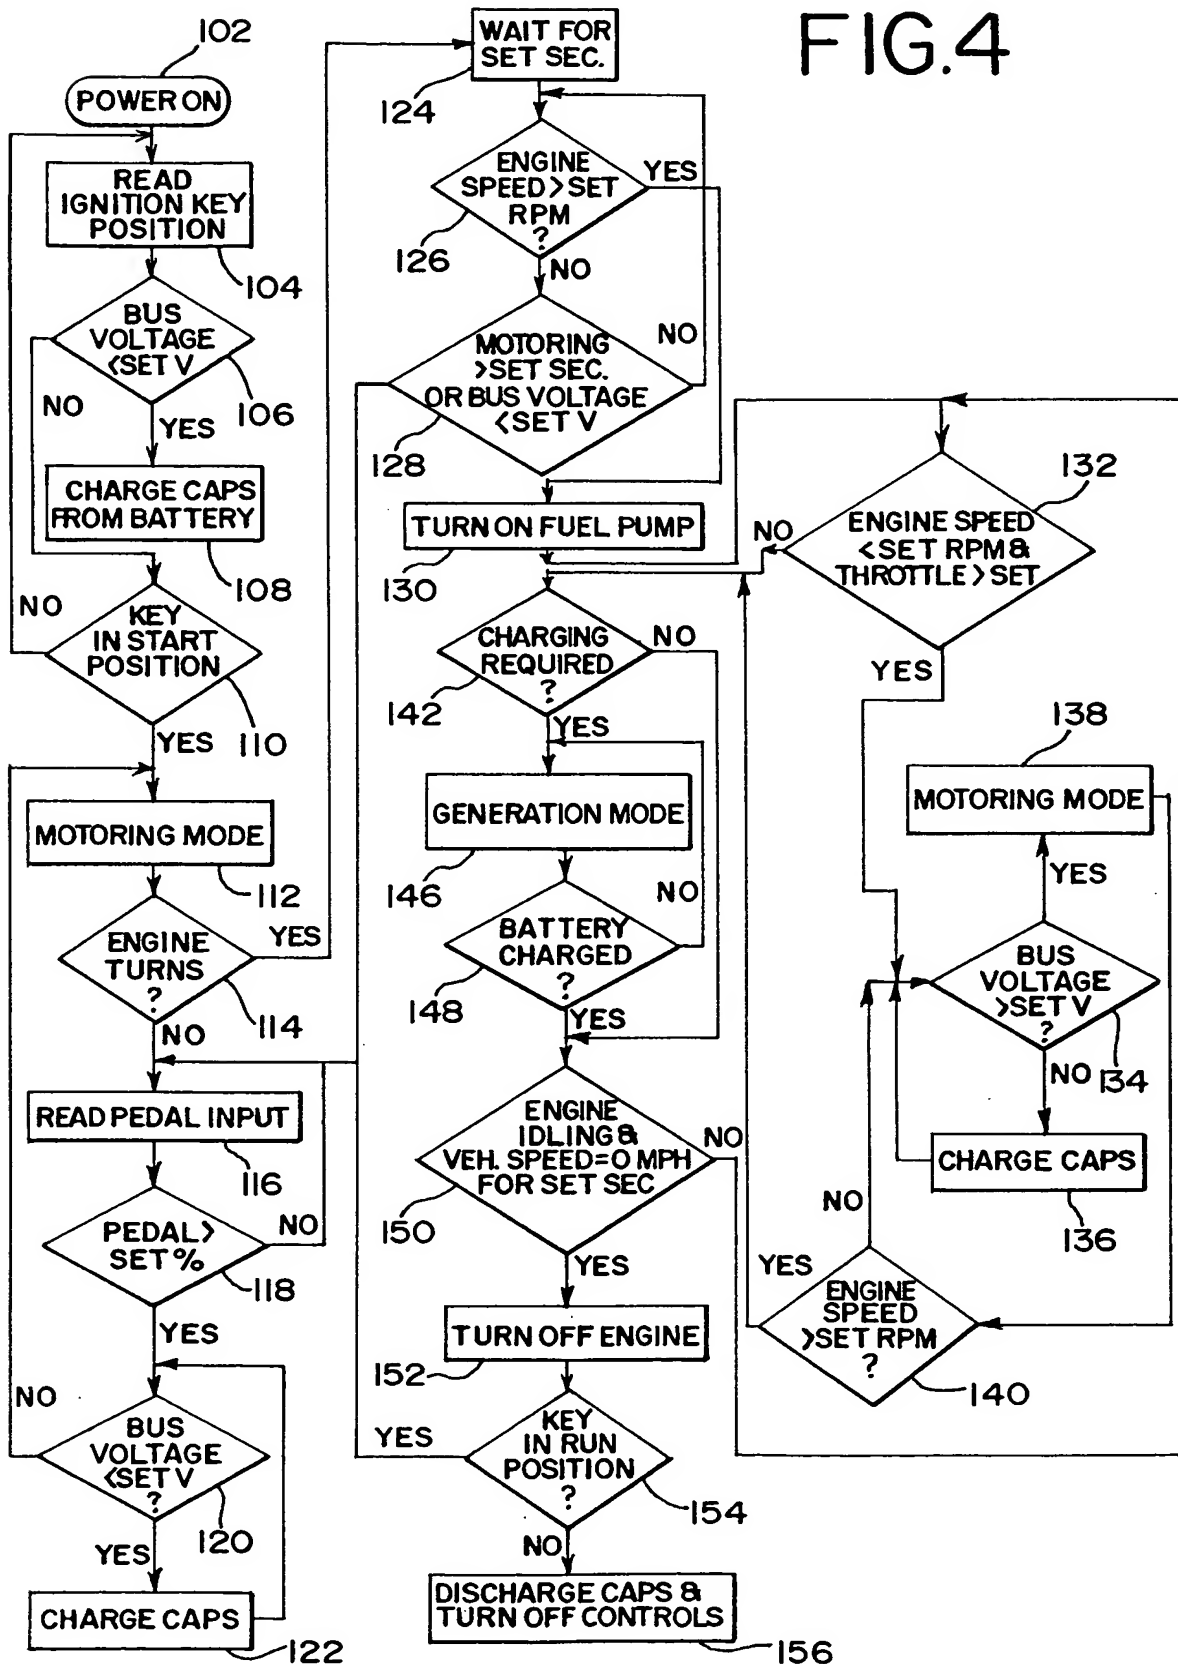 FIG.4
102
POWER ON
READ
IGNITION KEY
POSITION
104
BUS
VOLTAGE
<SET V
106
NO
YES
CHARGE CAPS
FROM BATTERY
108
NO
KEY
IN START
POSITION
110
YES
MOTORING MODE
112
ENGINE
TURNS
?
YES
114
NO
READ PEDAL INPUT
116
PEDAL>
SET %
NO
118
YES
NO
BUS
VOLTAGE
<SET V
?
120
YES
CHARGE CAPS
122
WAIT FOR
SET SEC.
124
ENGINE
SPEED>SET
RPM
?
YES
126
NO
MOTORING
>SET SEC.
OR BUS VOLTAGE
<SET V
NO
128
TURN ON FUEL PUMP
130
CHARGING
REQUIRED
?
NO
142
YES
GENERATION MODE
146
BATTERY
CHARGED
?
NO
148
YES
ENGINE
IDLING &
VEH. SPEED=0 MPH
FOR SET SEC
NO
150
YES
TURN OFF ENGINE
152
KEY
IN RUN
POSITION
?
YES
154
NO
DISCHARGE CAPS &
TURN OFF CONTROLS
156
132
NO
ENGINE SPEED
<SET RPM &
THROTTLE>SET
YES
138
MOTORING MODE
YES
BUS
VOLTAGE
>SET V
?
134
NO
CHARGE CAPS
136
NO
YES
ENGINE
SPEED
>SET RPM
?
140